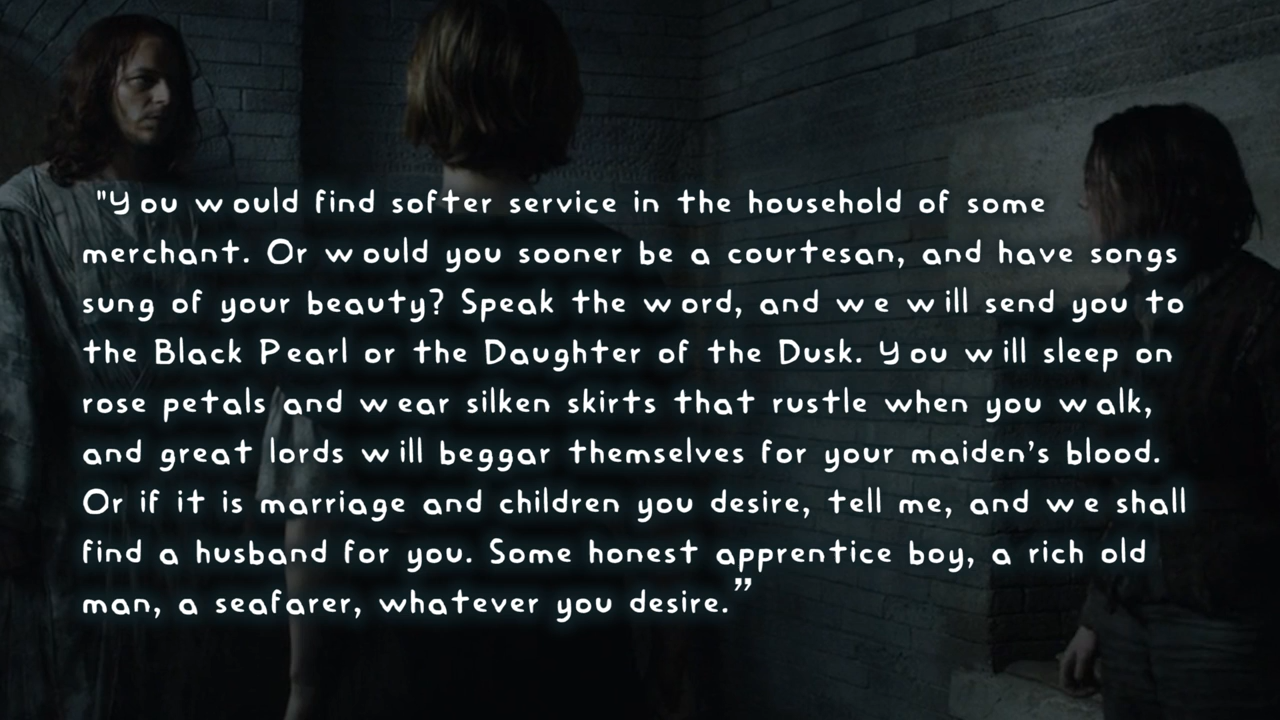 "You would find softer service in the household of some
merchant. Or would you sooner be a courtesan, and have songs
sung of your beauty? Speak the word, and we will send you to
the Black Pearl or the Daughter of the Dusk. You will sleep on
rose petals and wear silken skirts that rustle when you walk,
and great lords will beggar themselves for your maiden’s blood.
Or if it is marriage and children you desire, tell me, and we shall
find a husband for you. Some honest apprentice boy, a rich old
man, a seafarer, whatever you desire.”